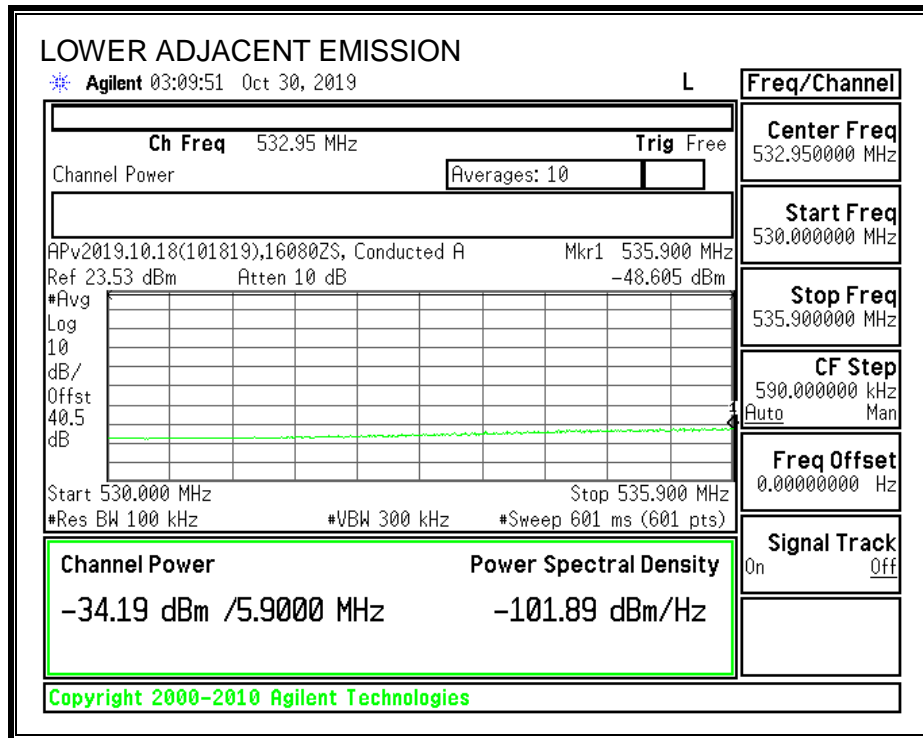 LOWER ADJACENT EMISSION
Agilent 03:09:51 Oct 30, 2019 L
Freq/Channel
Ch Freq 532.95 MHz Trig Free
Channel Power Averages: 10
APv2019.10.18(101819),16080ZS, Conducted A Mkr1 535.900 MHz
Ref 23.53 dBm Atten 10 dB -48.605 dBm
#Avg
Log
10
dB/
Offst
40.5
dB
1
Start 530.000 MHz Stop 535.900 MHz
#Res BW 100 kHz #VBW 300 kHz #Sweep 601 ms (601 pts)
Channel Power Power Spectral Density
-34.19 dBm /5.9000 MHz -101.89 dBm/Hz
Copyright 2000-2010 Agilent Technologies
Center Freq
532.950000 MHz
Start Freq
530.000000 MHz
Stop Freq
535.900000 MHz
CF Step
590.000000 kHz
Auto Man
Freq Offset
0.00000000 Hz
Signal Track
On Off